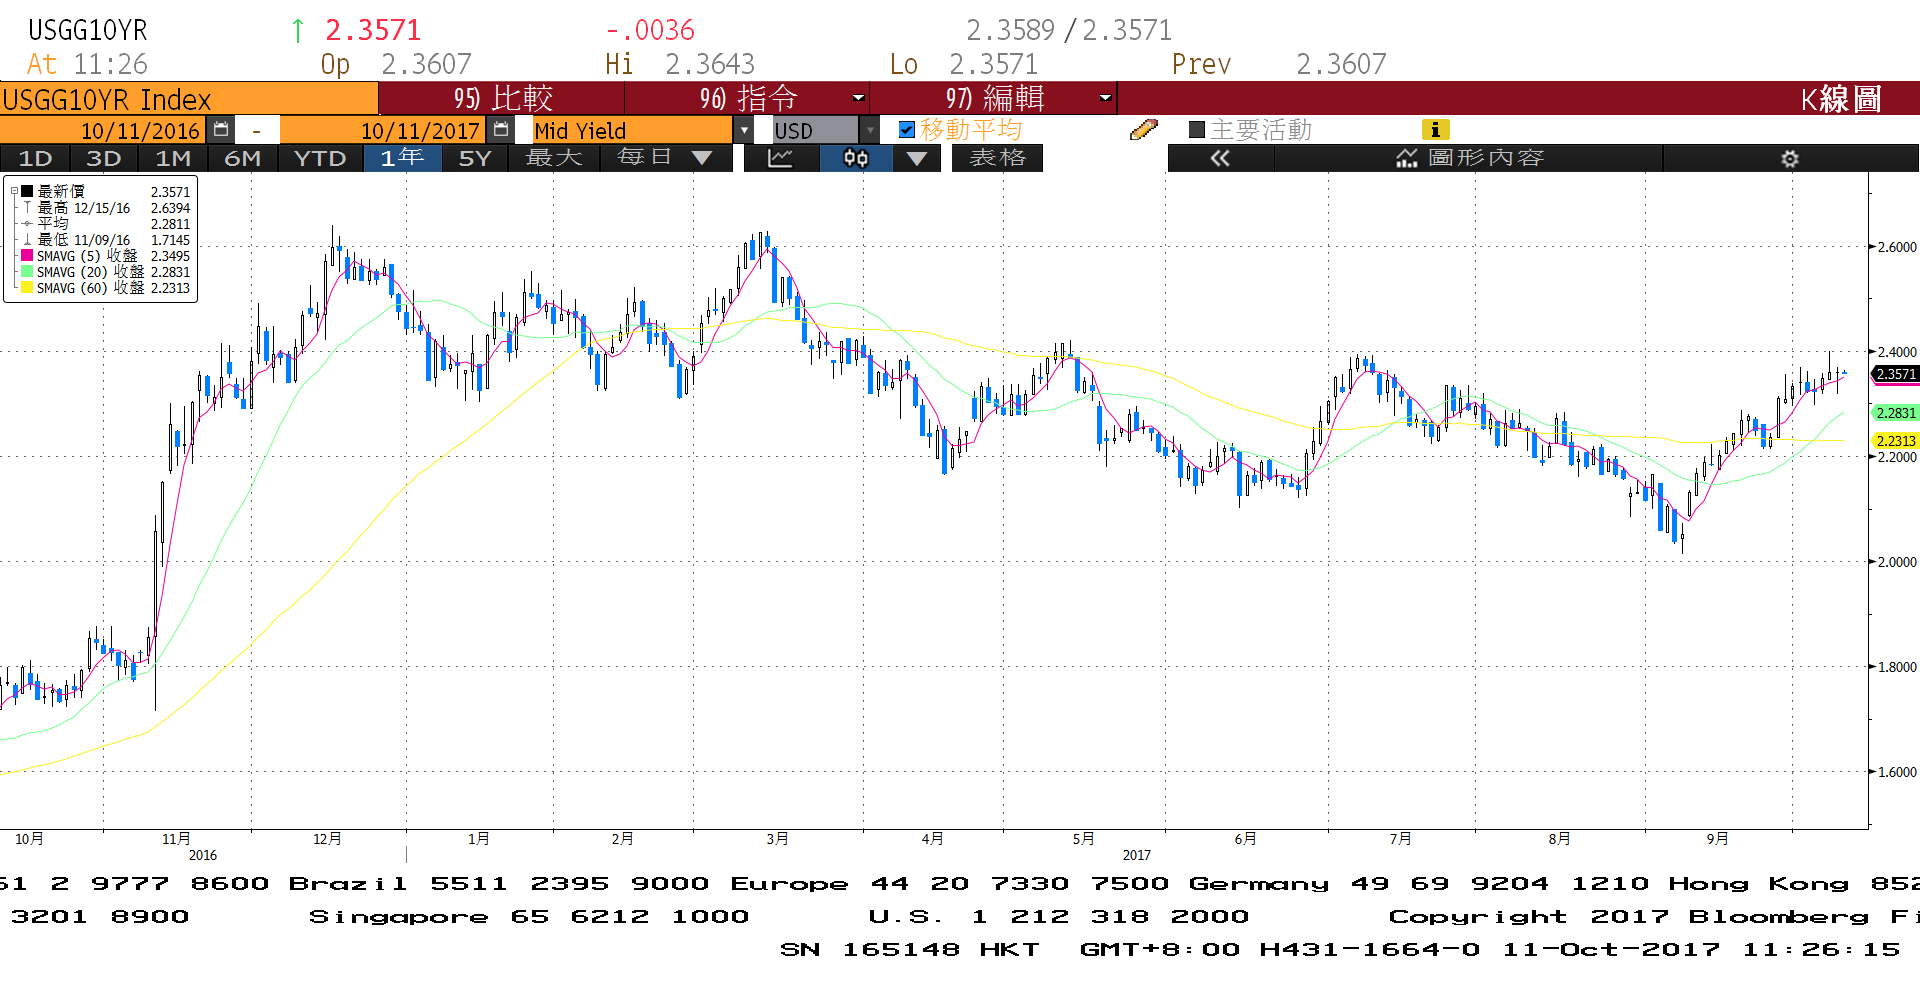 USGG10YR ↑ 2.3571 -.0036 2.3589 / 2.3571
At 11:26 Op 2.3607 Hi 2.3643 Lo 2.3571 Prev 2.3607
USGG10YR Index 95) 比較 96) 指令 97) 編輯 K線圖
10/11/2016 - 10/11/2017 Mid Yield USD 移動平均 主要活動 i
1D 3D 1M 6M YTD 1年 5Y 最大 每日 ▼ 表格 « 圖形內容
最新價 2.3571
最高 12/15/16 2.6394
平均 2.2811
最低 11/09/16 1.7145
SMAVG (5) 收盤 2.3495
SMAVG (20) 收盤 2.2831
SMAVG (60) 收盤 2.2313
2.6000
2.4000
2.3571
2.2831
2.2313
2.2000
2.0000
1.8000
1.6000
10月 11月 12月 1月 2月 3月 4月 5月 6月 7月 8月 9月
2016 2017
61 2 9777 8600 Brazil 5511 2395 9000 Europe 44 20 7330 7500 Germany 49 69 9204 1210 Hong Kong 852
3201 8900 Singapore 65 6212 1000 U.S. 1 212 318 2000 Copyright 2017 Bloomberg Fi
SN 165148 HKT GMT+8:00 H431-1664-0 11-Oct-2017 11:26:15